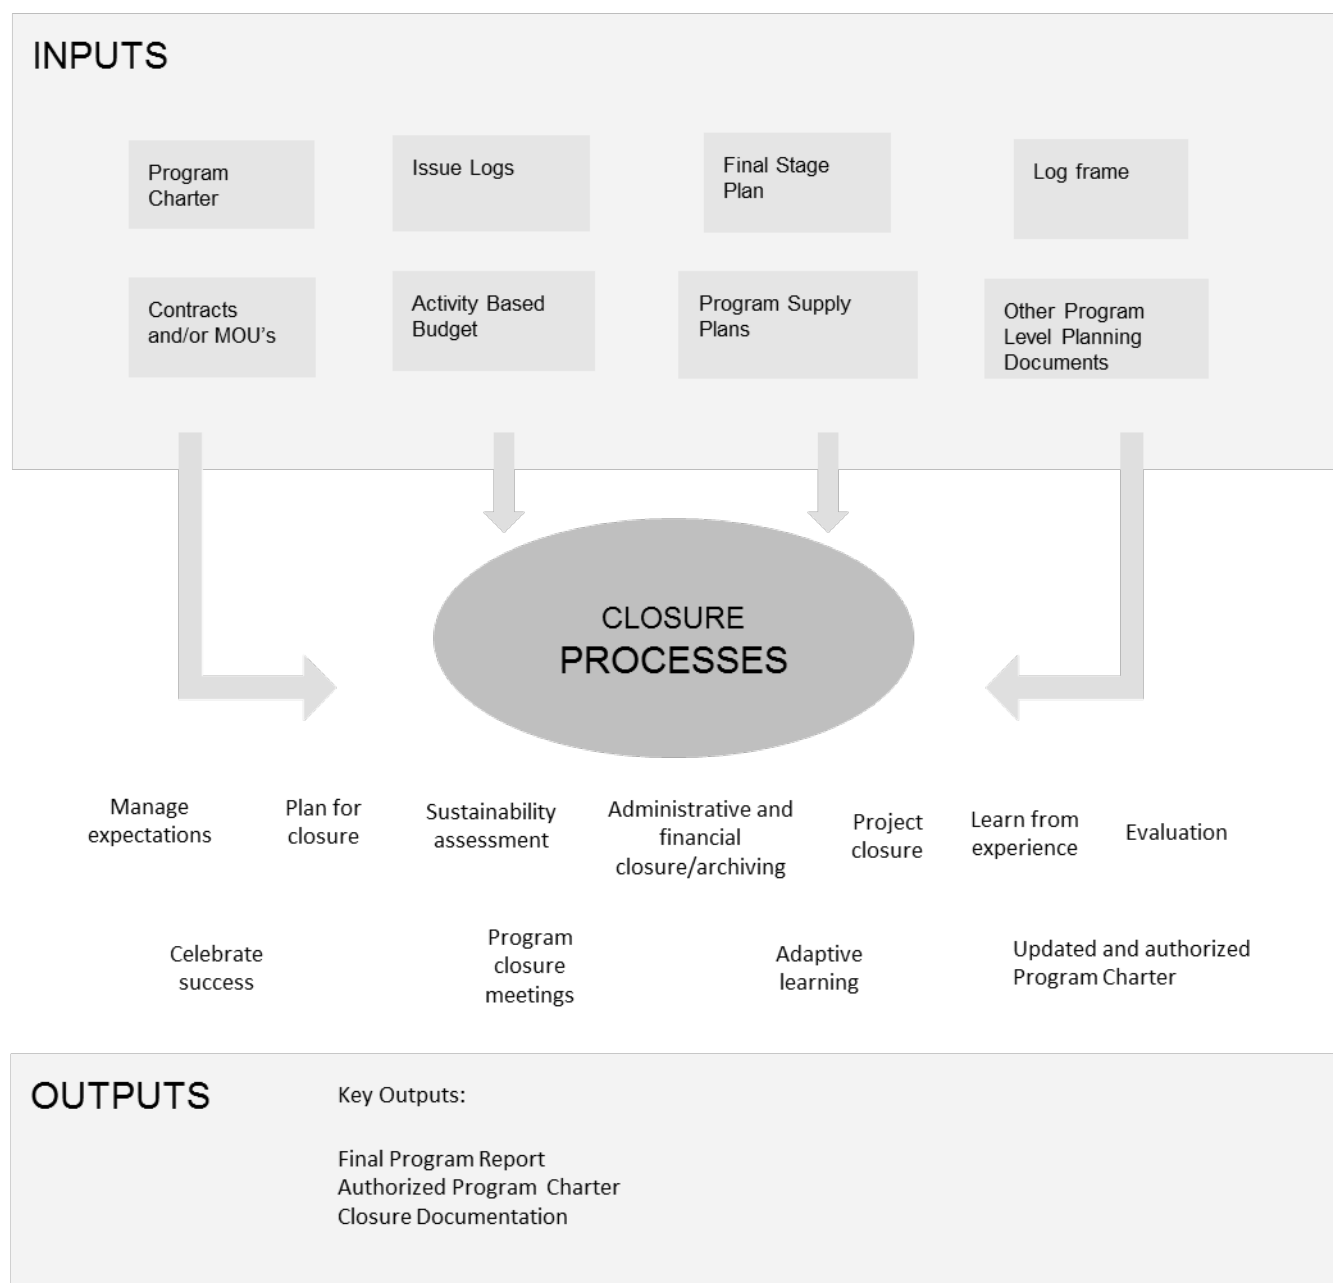 INPUTS
Program
Charter
Issue Logs
Final Stage
Plan
Log frame
Contracts
and/or MOU’s
Activity Based
Budget
Program Supply
Plans
Other Program
Level Planning
Documents
CLOSURE
PROCESSES
Manage
expectations
Plan for
closure
Sustainability
assessment
Administrative and
financial
closure/archiving
Project
closure
Learn from
experience
Evaluation
Celebrate
success
Program
closure
meetings
Adaptive
learning
Updated and authorized
Program Charter
OUTPUTS
Key Outputs:
Final Program Report
Authorized Program Charter
Closure Documentation